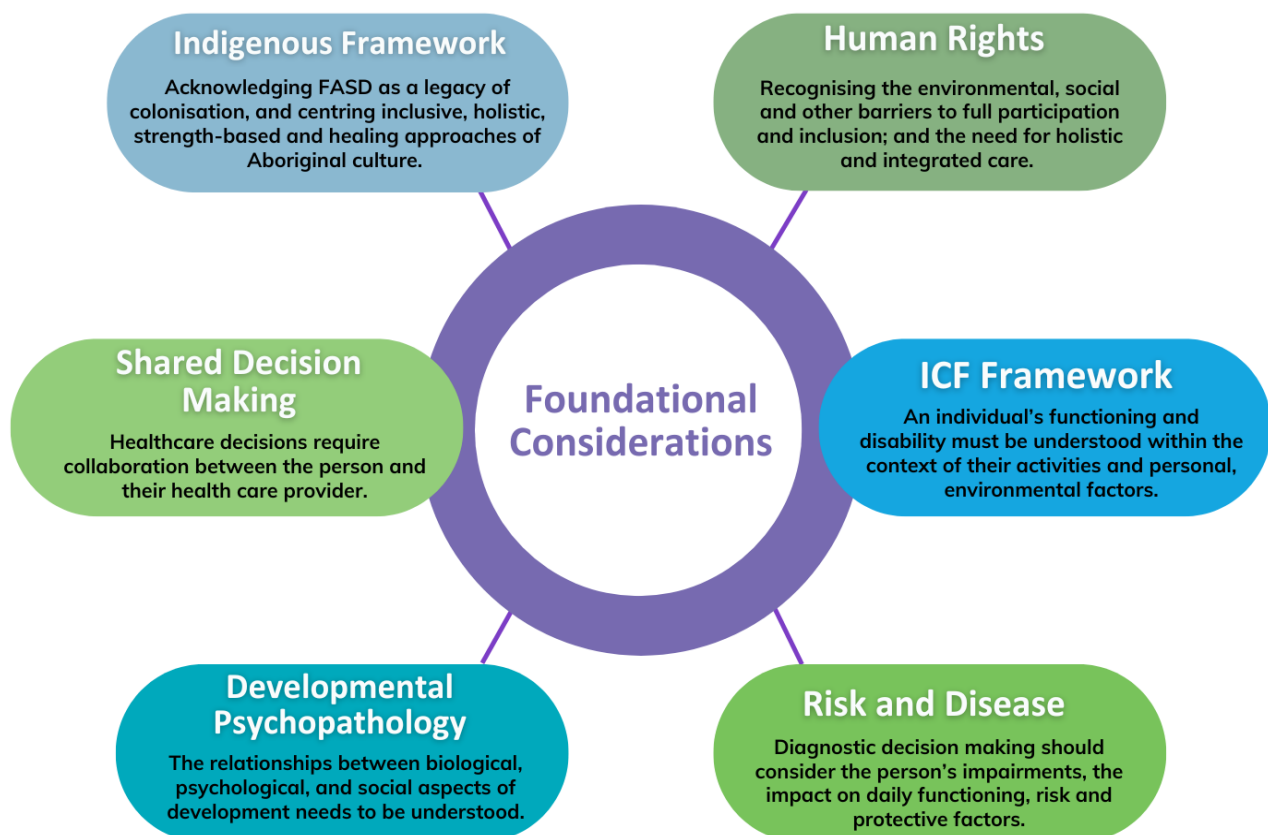 Indigenous Framework
Acknowledging FASD as a legacy of
colonisation, and centring inclusive, holistic,
strength-based and healing approaches of
Aboriginal culture.
Human Rights
Recognising the environmental, social
and other barriers to full participation
and inclusion; and the need for holistic
and integrated care.
Shared Decision
Making
Healthcare decisions require
collaboration between the person and
their health care provider.
Foundational
Considerations
ICF Framework
An individual's functioning and
disability must be understood within the
context of their activities and personal,
environmental factors.
Developmental
Psychopathology
The relationships between biological,
psychological, and social aspects of
development needs to be understood.
Risk and Disease
Diagnostic decision making should
consider the person's impairments, the
impact on daily functioning, risk and
protective factors.